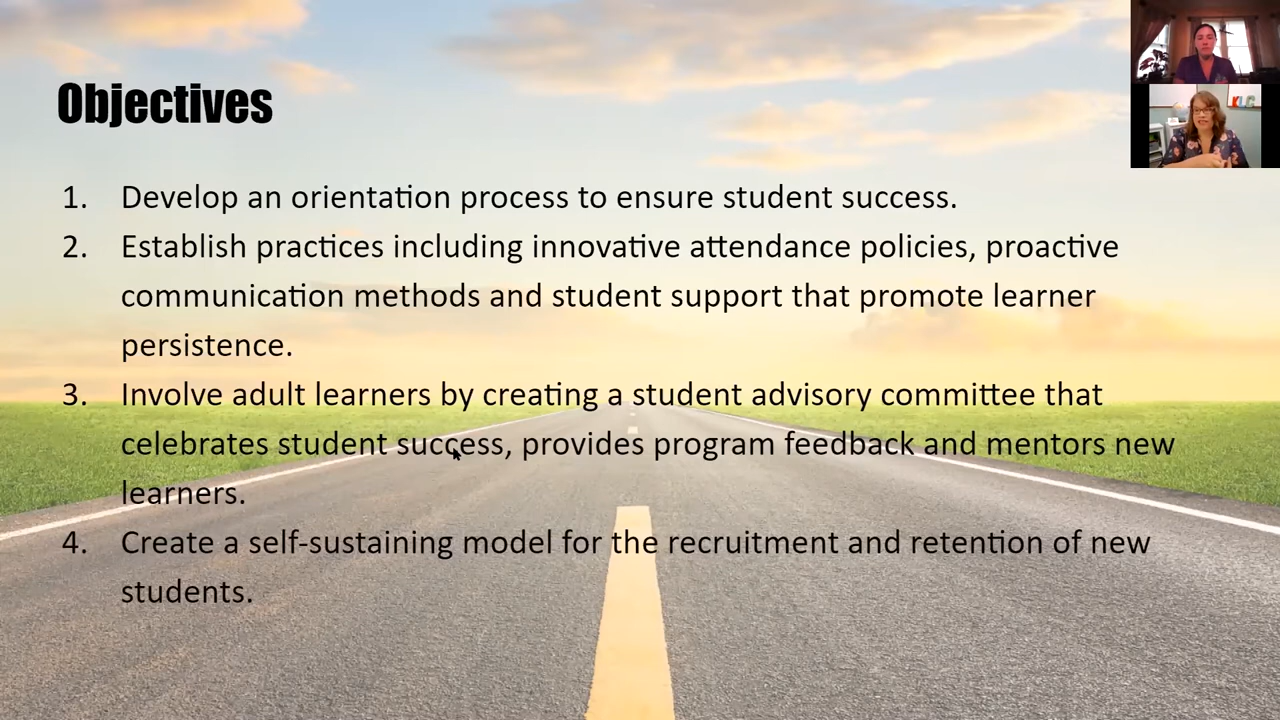 Objectives
KLC
1. Develop an orientation process to ensure student success.
2. Establish practices including innovative attendance policies, proactive
communication methods and student support that promote learner
persistence.
3. Involve adult learners by creating a student advisory committee that
celebrates student success, provides program feedback and mentors new
learners.
4. Create a self-sustaining model for the recruitment and retention of new
students.